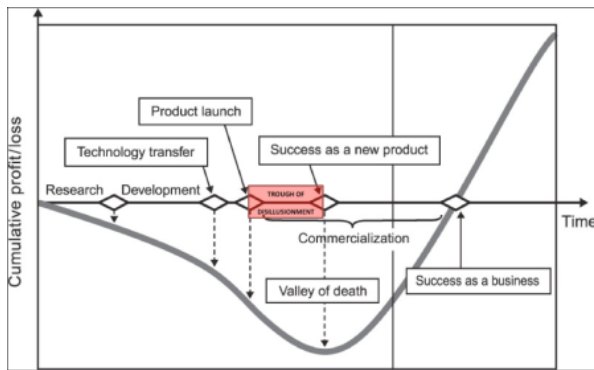 Product launch
Technology transfer
Success as a new product
Research
Development
TROUGH OF
DISILLUSIONMENT
Time
Commercialization
Valley of death
Success as a business
Cumulative profit/loss